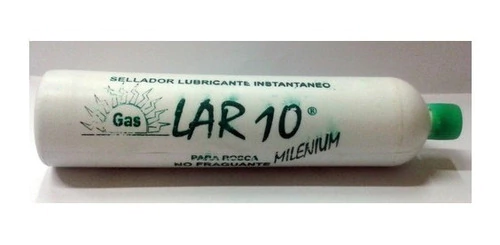 SELLADOR LUBRICANTE INSTANTANEO
Gas LAR 10®
MILENIUM
PARA ROSCA
NO FRAGUANTE